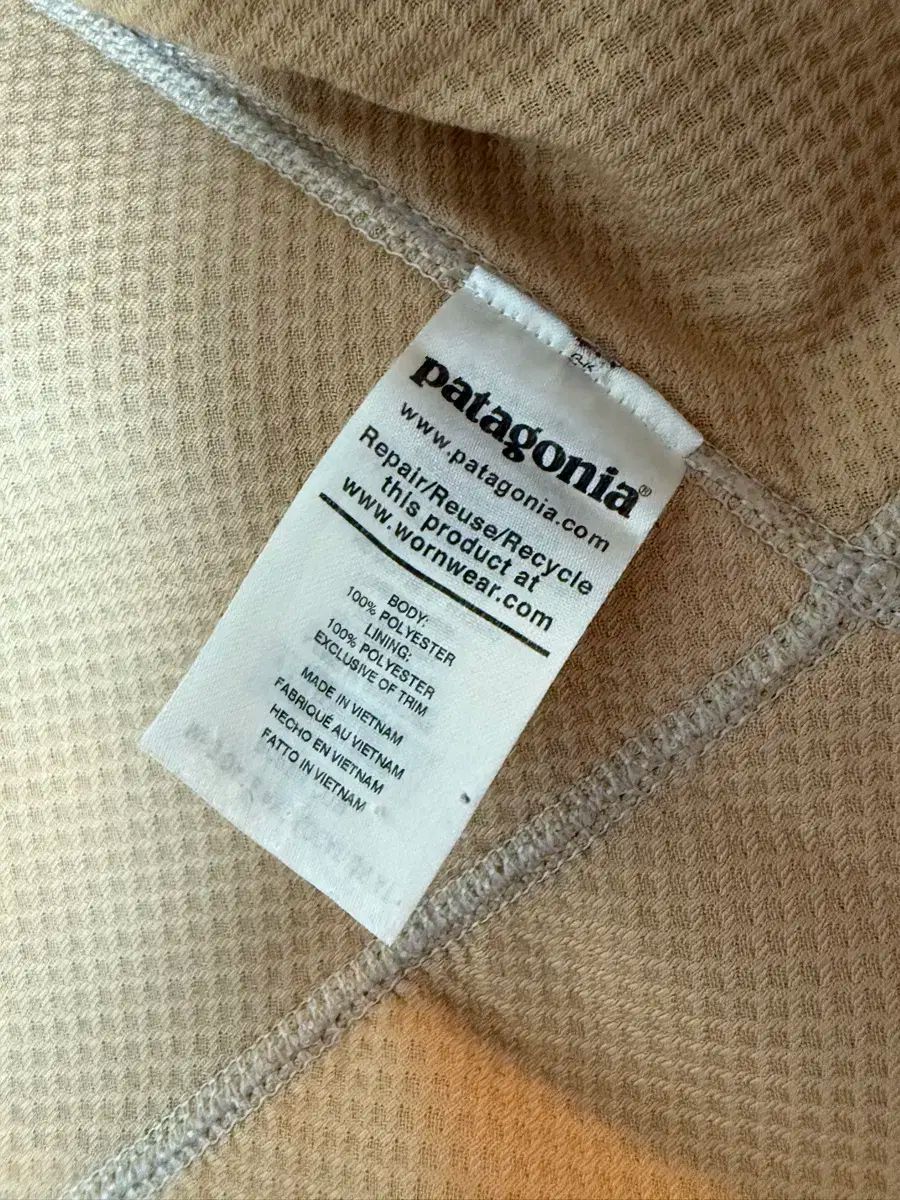 patagonia®
www.patagonia.com
Repair/Reuse/Recycle
this product at
www.wornwear.com
BODY:
100% POLYESTER
LINING:
100% POLYESTER
EXCLUSIVE OF TRIM
MADE IN VIETNAM
FABRIQUÉ AU VIETNAM
HECHO EN VIETNAM
FATTO IN VIETNAM